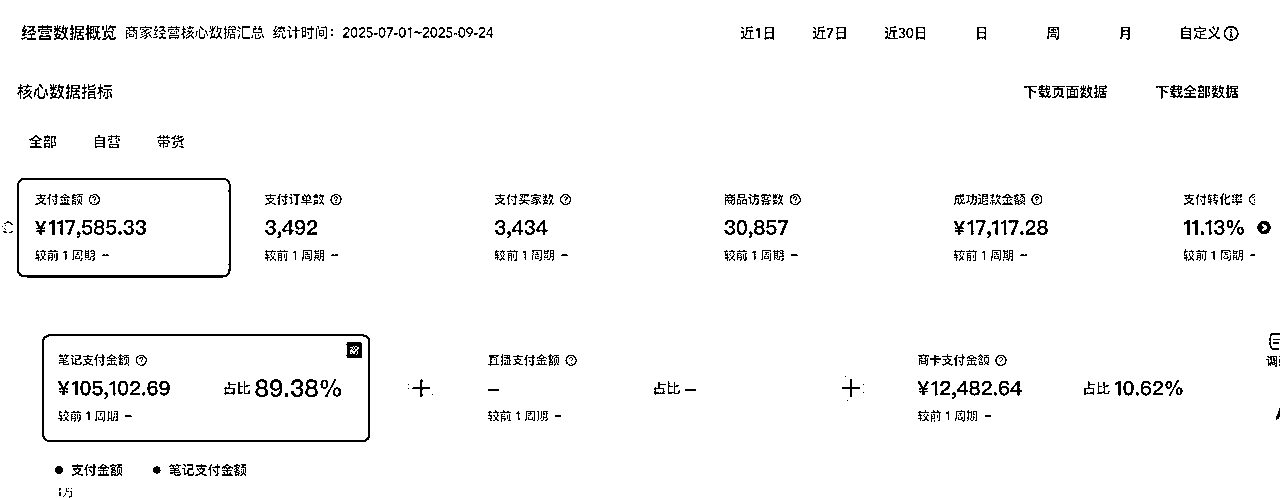 经营数据概览 商家经营核心数据汇总 统计时间：2025-07-01~2025-09-24 近1日 近7日 近30日 日 周 月 自定义
核心数据指标 下载页面数据 下载全部数据
全部 自营 带货
支付金额 支付订单数 支付买家数 商品访客数 成功退款金额 支付转化率
¥117,585.33 3,492 3,434 30,857 ¥17,117.28 11.13%
较前 1 周期 - 较前 1 周期 - 较前 1 周期 - 较前 1 周期 - 较前 1 周期 - 较前 1 周期 -
笔记支付金额 直播支付金额 商卡支付金额
¥105,102.69 占比 89.38% + - 占比 - + ¥12,482.64 占比 10.62%
较前 1 周期 - 较前 1 周期 - 较前 1 周期 -
支付金额 笔记支付金额
1万